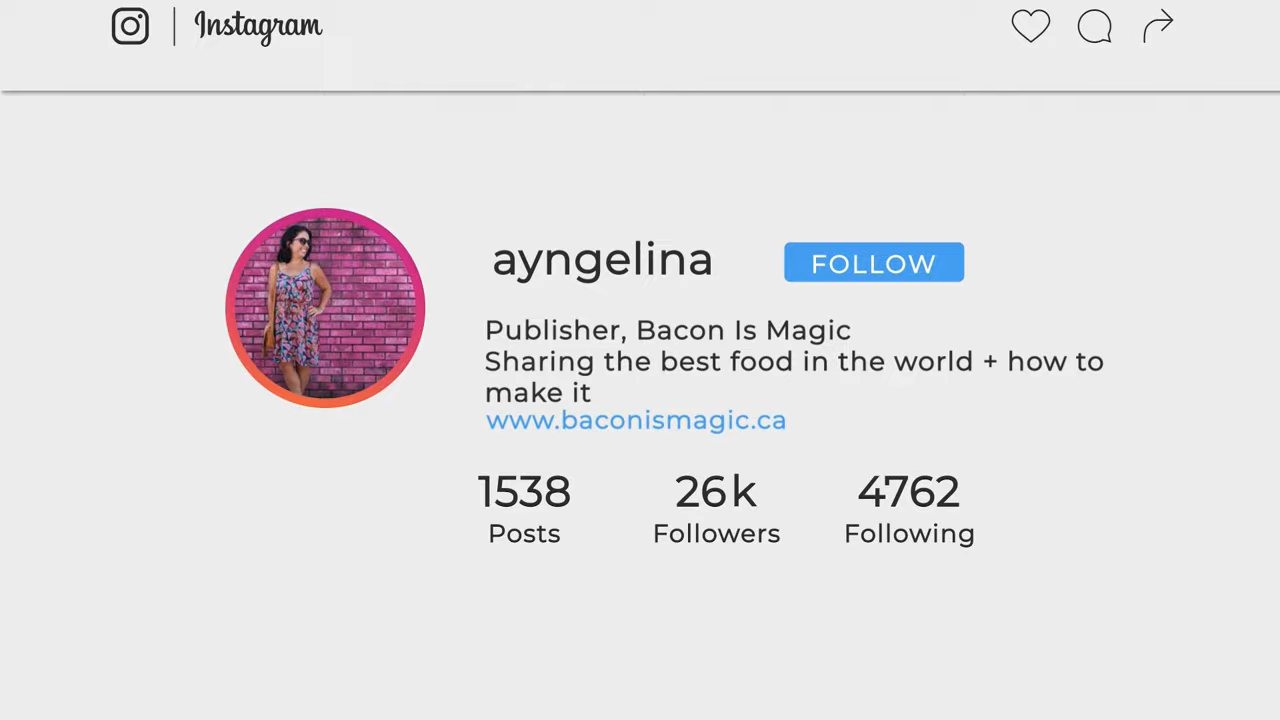 Instagram
ayngelina
FOLLOW
Publisher, Bacon Is Magic
Sharing the best food in the world + how to
make it
www.baconismagic.ca
1538 26k 4762
Posts Followers Following